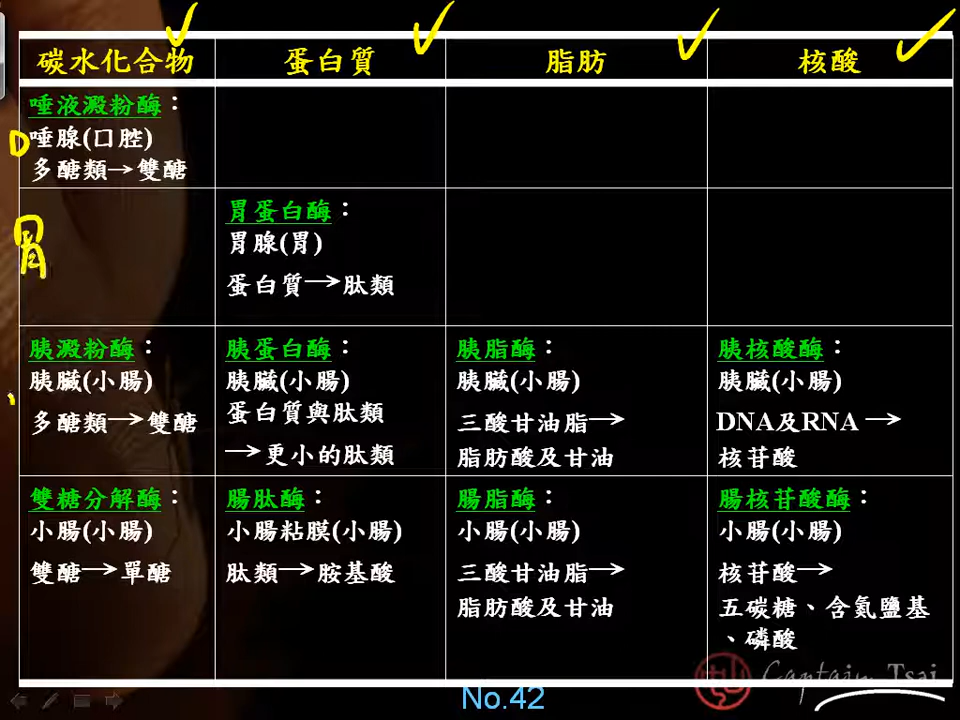 碳水化合物 蛋白質 脂肪 核酸
唾液澱粉酶：
唾腺(口腔)
多醣類→雙醣
胃
胃蛋白酶：
胃腺(胃)
蛋白質→肽類
胰澱粉酶：
胰臟(小腸)
多醣類→雙醣
胰蛋白酶：
胰臟(小腸)
蛋白質與肽類
→更小的肽類
胰脂酶：
胰臟(小腸)
三酸甘油脂→
脂肪酸及甘油
胰核酸酶：
胰臟(小腸)
DNA及RNA →
核苷酸
雙糖分解酶：
小腸(小腸)
雙醣→單醣
腸肽酶：
小腸粘膜(小腸)
肽類→胺基酸
腸脂酶：
小腸(小腸)
三酸甘油脂→
脂肪酸及甘油
腸核苷酸酶：
小腸(小腸)
核苷酸→
五碳糖、含氮鹽基
、磷酸
Captain Tsai
No.42